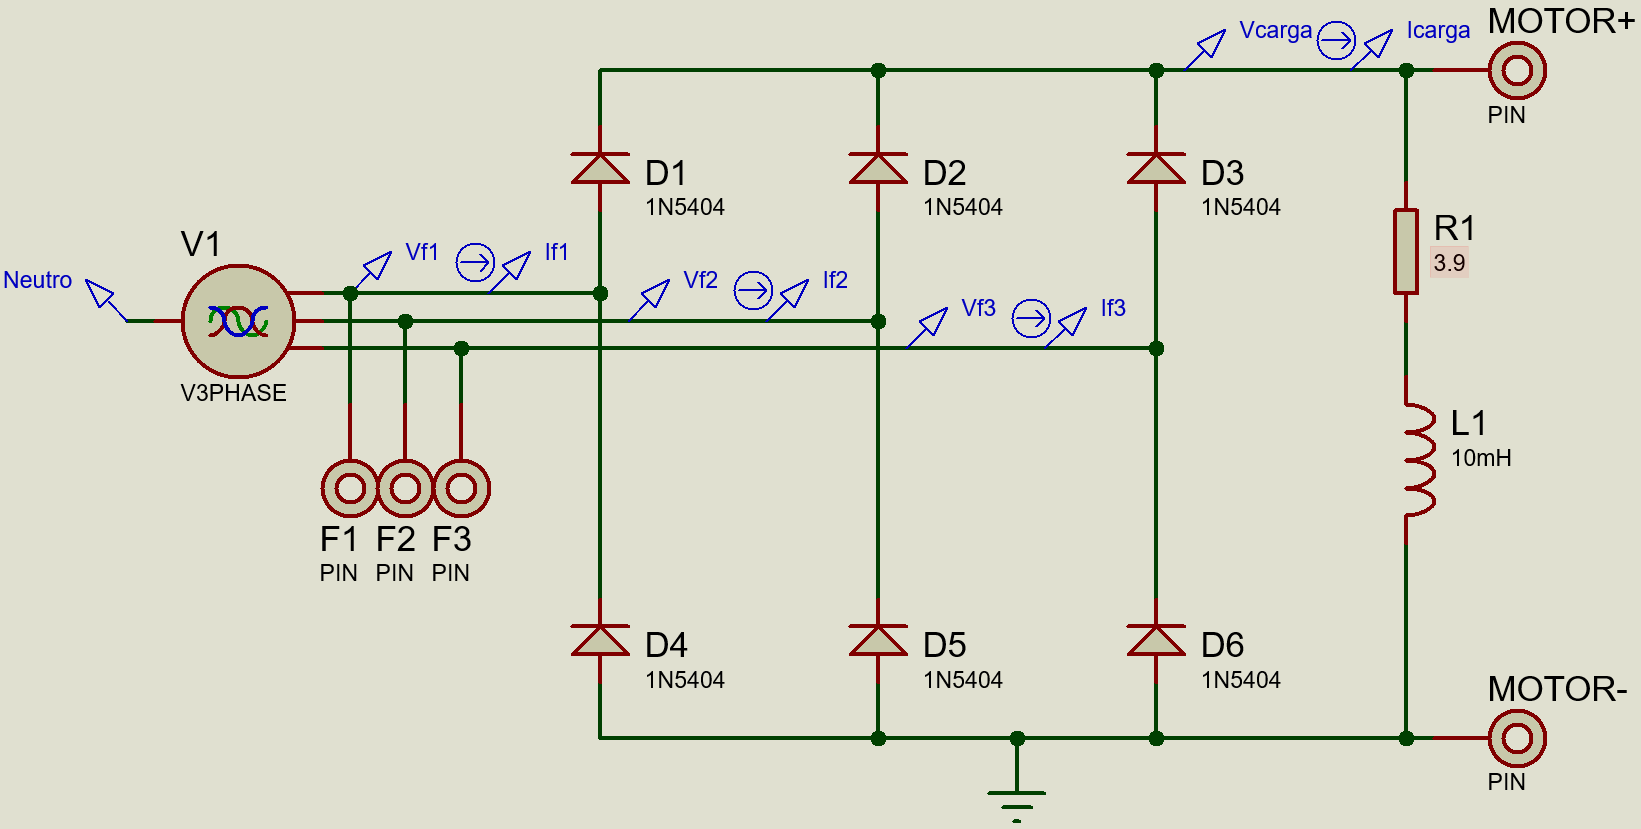 Vcarga
Icarga
MOTOR+
PIN
D1
1N5404
D2
1N5404
D3
1N5404
R1
3.9
V1
Neutro
Vf1
If1
Vf2
If2
Vf3
If3
V3PHASE
L1
10mH
F1
PIN
F2
PIN
F3
PIN
D4
1N5404
D5
1N5404
D6
1N5404
MOTOR-
PIN